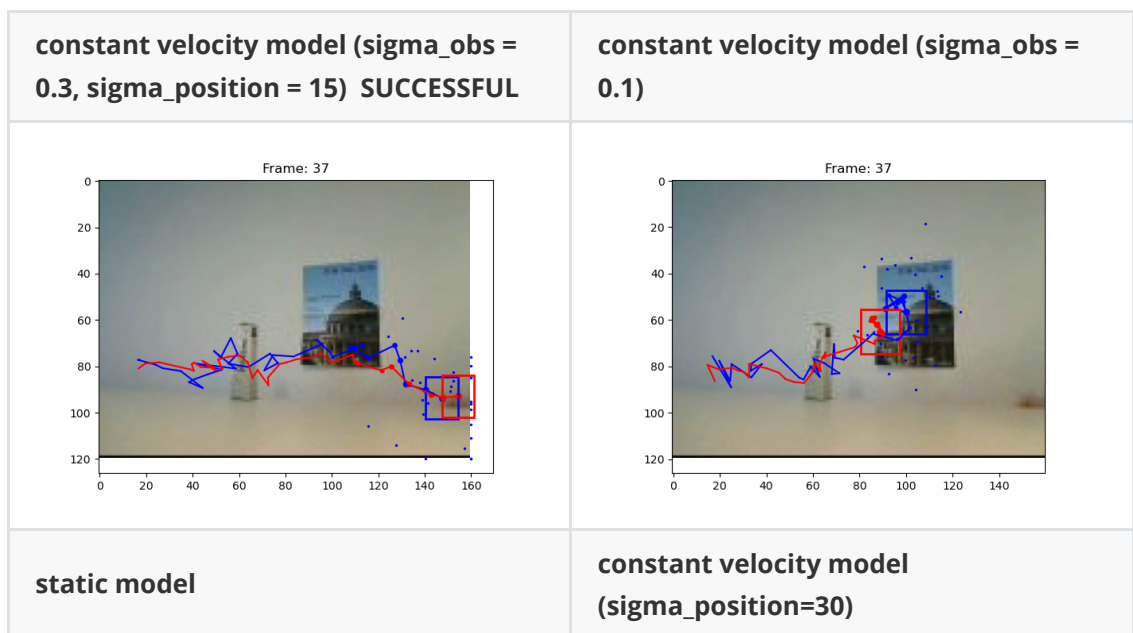 constant velocity model (sigma_obs =
0.3, sigma_position = 15) SUCCESSFUL
constant velocity model (sigma_obs =
0.1)
Frame: 37
0
20
40
60
80
100
120
0 20 40 60 80 100 120 140 160
Frame: 37
0
20
40
60
80
100
120
0 20 40 60 80 100 120 140
static model
constant velocity model
(sigma_position=30)